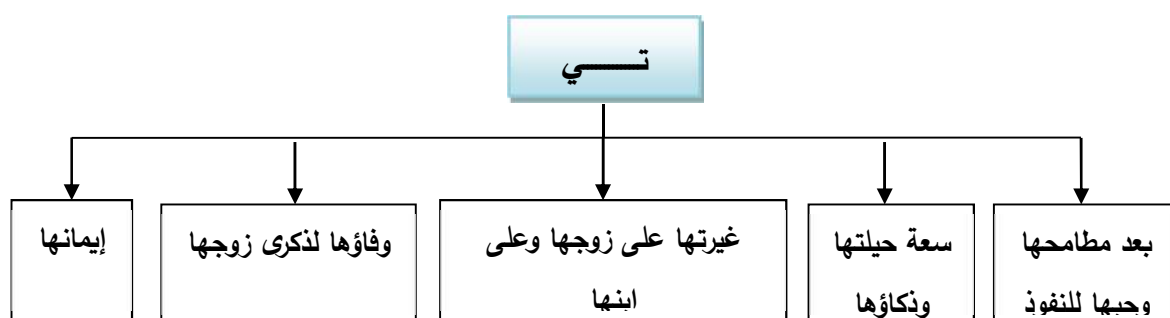 تـــــي
بعد مطامحها
وحبها للنفوذ
سعة حيلتها
وذكاؤها
غيرتها على زوجها وعلى
ابنها
وفاؤها لذكرى زوجها
إيمانها